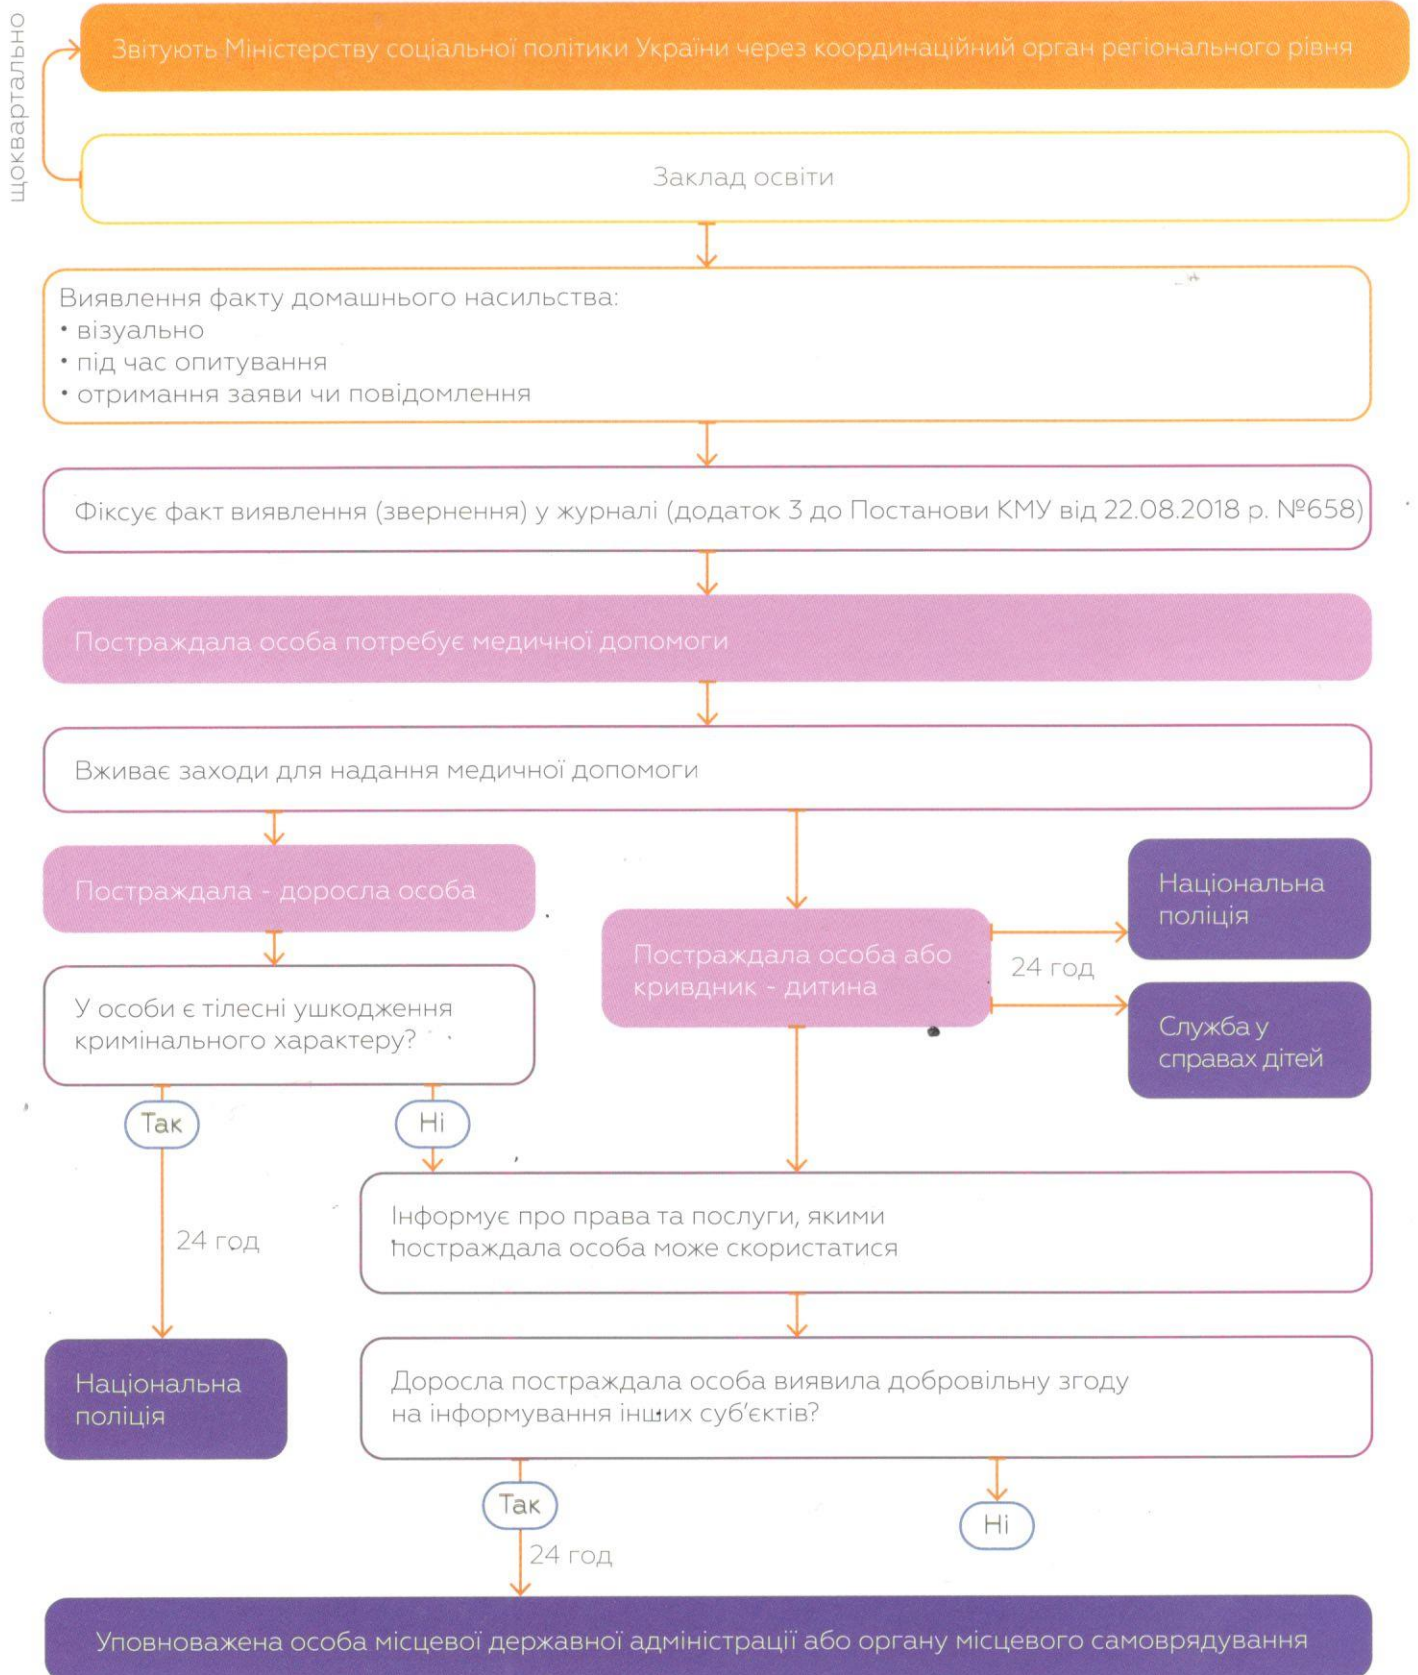 щоквартально
Звітують Міністерству соціальної політики України через координаційний орган регіонального рівня
Заклад освіти
Виявлення факту домашнього насильства:
• візуально
• під час опитування
• отримання заяви чи повідомлення
Фіксує факт виявлення (звернення) у журналі (додаток 3 до Постанови КМУ від 22.08.2018 р. №658)
Постраждала особа потребує медичної допомоги
Вживає заходи для надання медичної допомоги
Постраждала - доросла особа
У особи є тілесні ушкодження
кримінального характеру?
Постраждала особа або
кривдник - дитина
24 год
Національна
поліція
Служба у
справах дітей
Так
Ні
24 год
Інформує про права та послуги, якими
постраждала особа може скористатися
Національна
поліція
Доросла постраждала особа виявила добровільну згоду
на інформування інших суб'єктів?
Так
Ні
24 год
Уповноважена особа місцевої державної адміністрації або органу місцевого самоврядування